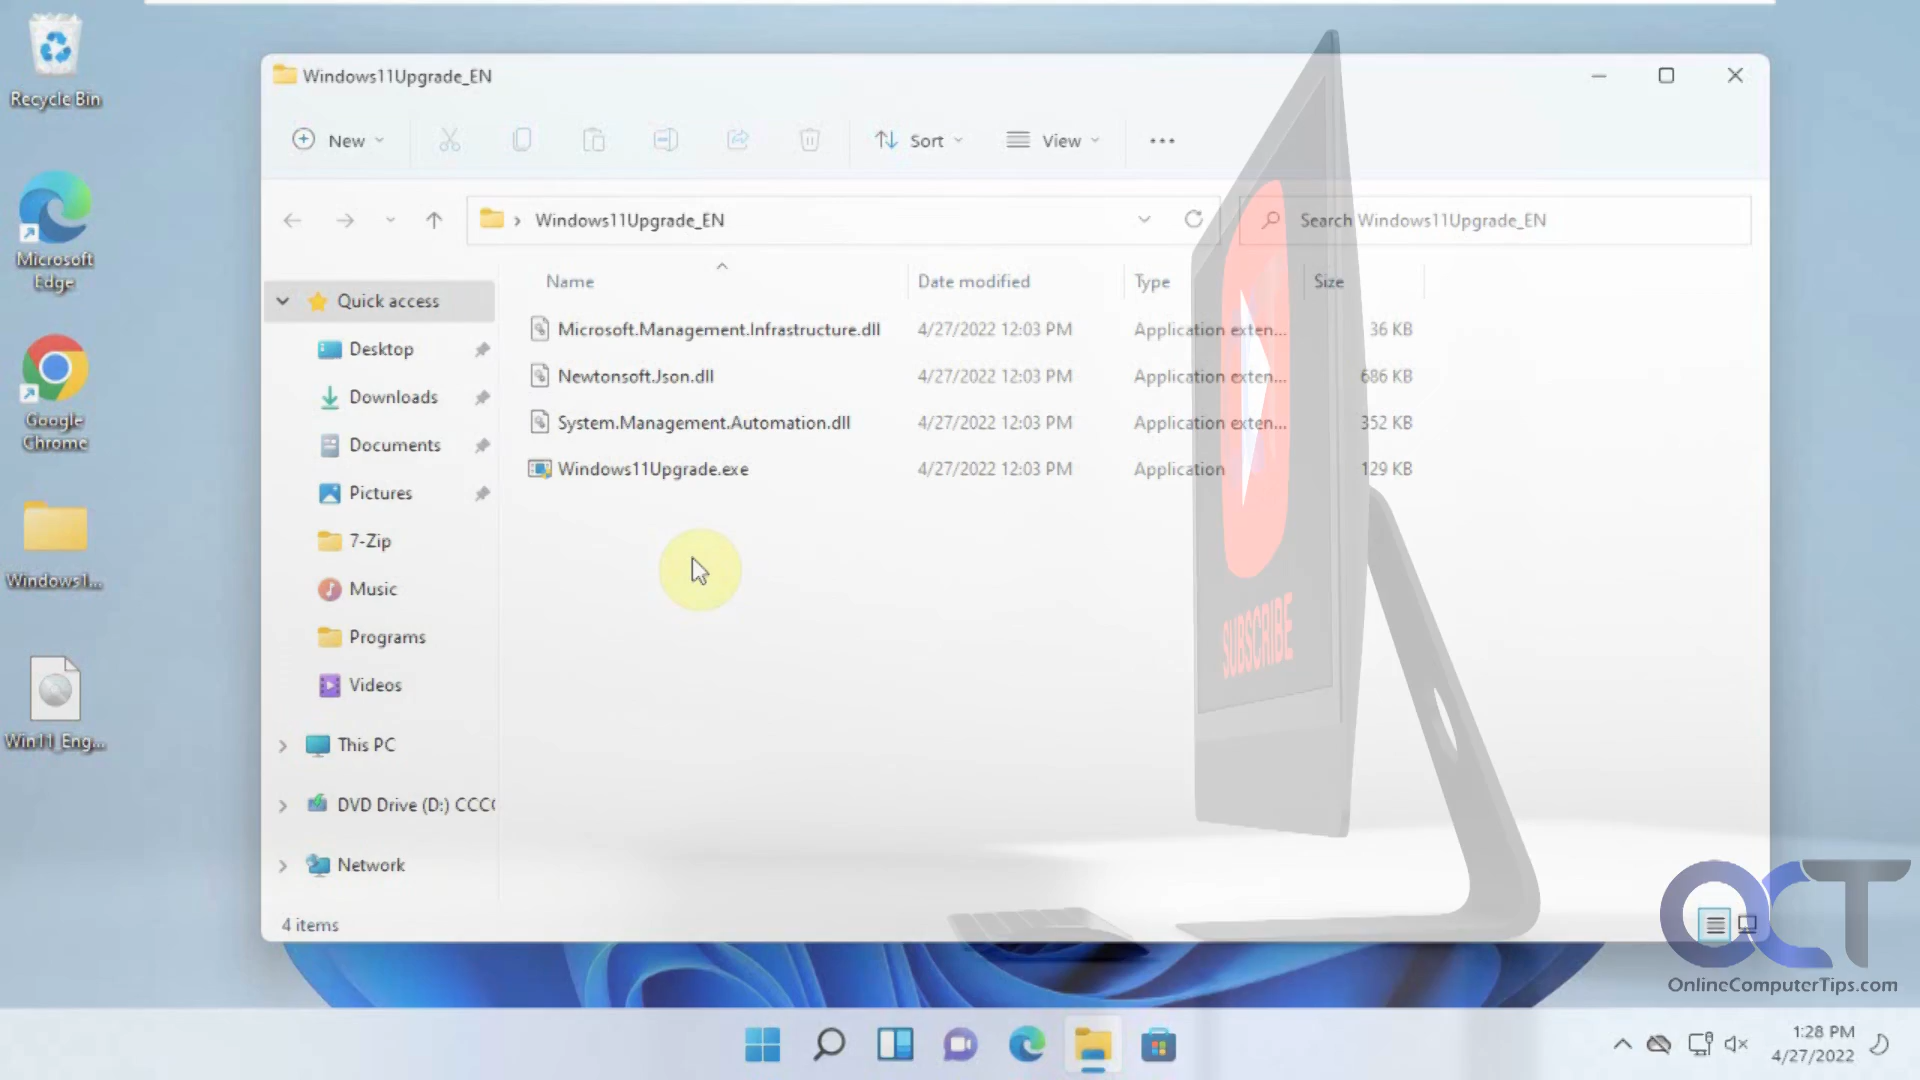 Recycle Bin
Microsoft
Edge
Google
Chrome
Windows1...
Win11_Eng...
Windows11Upgrade_EN
New
Sort
View
Windows11Upgrade_EN
Search Windows11Upgrade_EN
Name
Date modified
Type
Size
Quick access
Desktop
Downloads
Documents
Pictures
7-Zip
Music
Programs
Videos
This PC
DVD Drive (D:) CCC
Network
Microsoft.Management.Infrastructure.dll 4/27/2022 12:03 PM Application exten... 36 KB
Newtonsoft.Json.dll 4/27/2022 12:03 PM Application exten... 686 KB
System.Management.Automation.dll 4/27/2022 12:03 PM Application exten... 352 KB
Windows11Upgrade.exe 4/27/2022 12:03 PM Application 129 KB
SUBSCRIBE
4 items
OCT
OnlineComputerTips.com
1:28 PM
4/27/2022